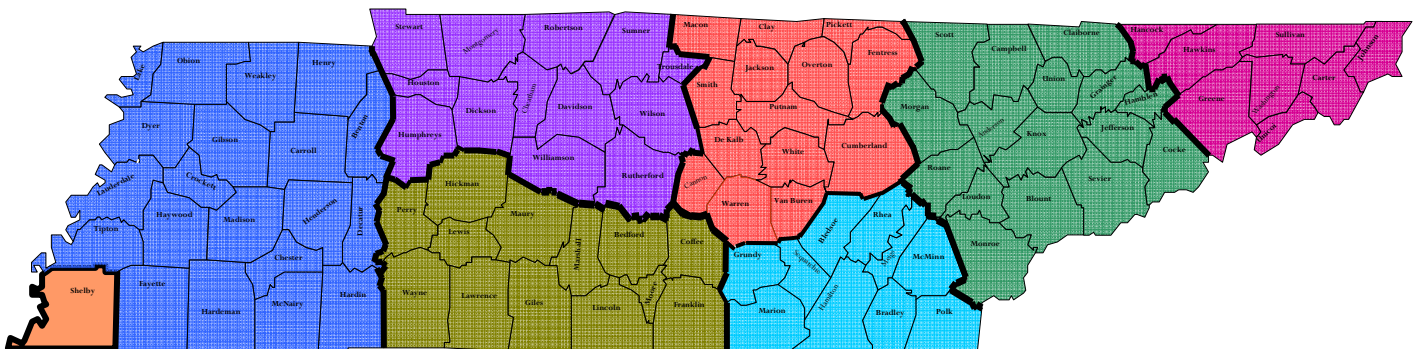 Stewart
Montgomery
Robertson
Sumner
Macon
Clay
Pickett
Scott
Claiborne
Hancock
Sullivan
Johnson
Lake
Obion
Weakley
Henry
Houston
Dickson
Cheatham
Davidson
Wilson
Trousdale
Smith
Jackson
Overton
Fentress
Campbell
Union
Grainger
Hamblen
Hawkins
Greene
Washington
Carter
Unicoi
Dyer
Gibson
Carroll
Benton
Humphreys
Williamson
Rutherford
De Kalb
Putnam
White
Cumberland
Morgan
Anderson
Knox
Jefferson
Cocke
Lauderdale
Crockett
Haywood
Madison
Henderson
Decatur
Perry
Hickman
Maury
Cannon
Warren
Van Buren
Roane
Loudon
Blount
Sevier
Tipton
Chester
Lewis
Marshall
Bedford
Coffee
Grundy
Sequatchie
Bledsoe
Rhea
Meigs
McMinn
Monroe
Shelby
Fayette
Hardeman
McNairy
Hardin
Wayne
Lawrence
Giles
Lincoln
Moore
Franklin
Marion
Hamilton
Bradley
Polk